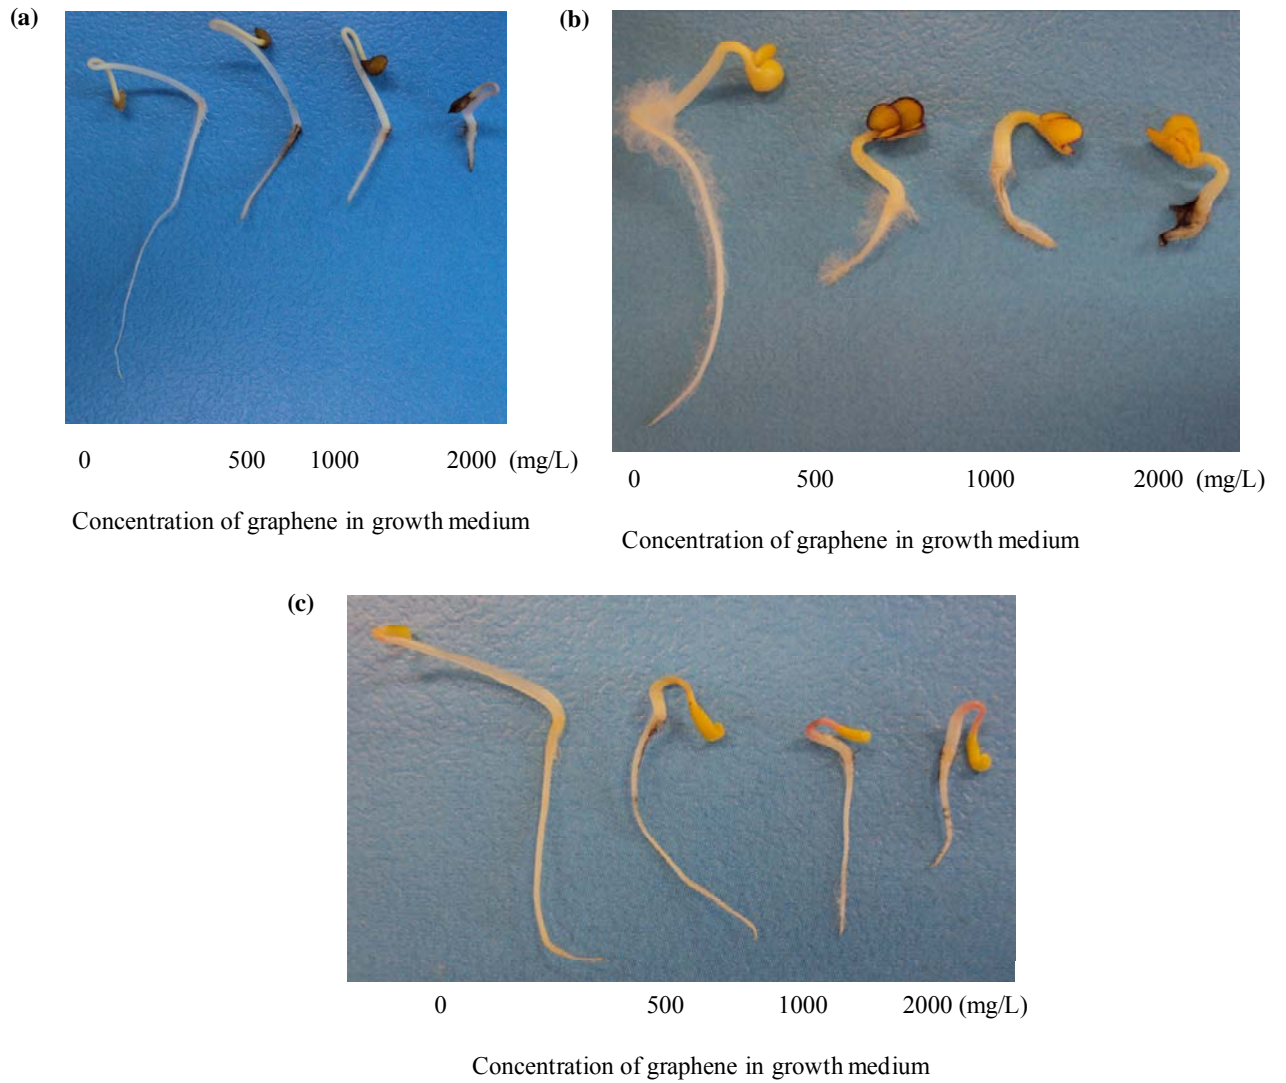 (a)
(b)
0 500 1000 2000 (mg/L)
Concentration of graphene in growth medium
0 500 1000 2000 (mg/L)
Concentration of graphene in growth medium
(c)
0 500 1000 2000 (mg/L)
Concentration of graphene in growth medium